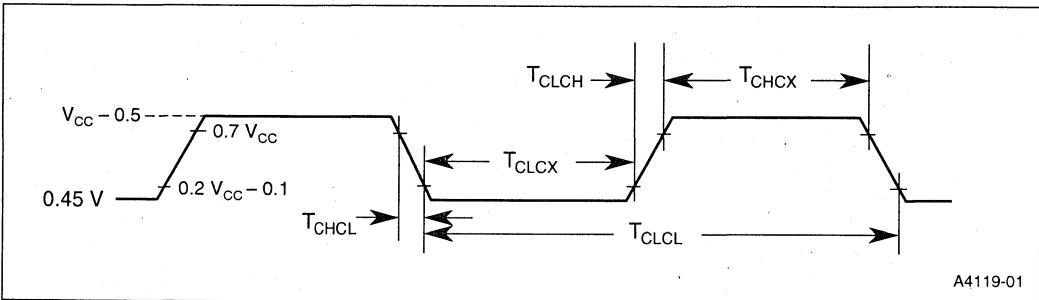 T_CLCH
T_CHCX
V_CC – 0.5
0.7 V_CC
T_CLCX
0.2 V_CC – 0.1
0.45 V
T_CHCL
T_CLCL
A4119-01